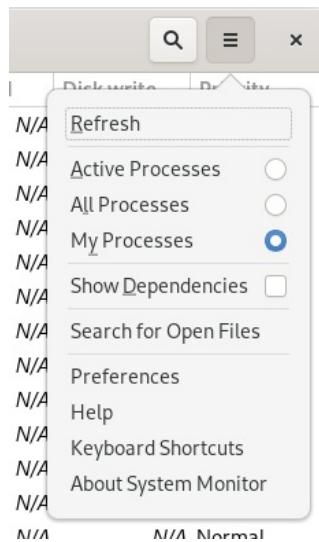 Disk write Priority
N/A
Refresh
N/A
Active Processes
N/A
All Processes
N/A
My Processes
N/A
Show Dependencies
N/A
Search for Open Files
N/A
N/A
Preferences
N/A
Help
N/A
Keyboard Shortcuts
N/A
About System Monitor
N/A
N/A N/A Normal